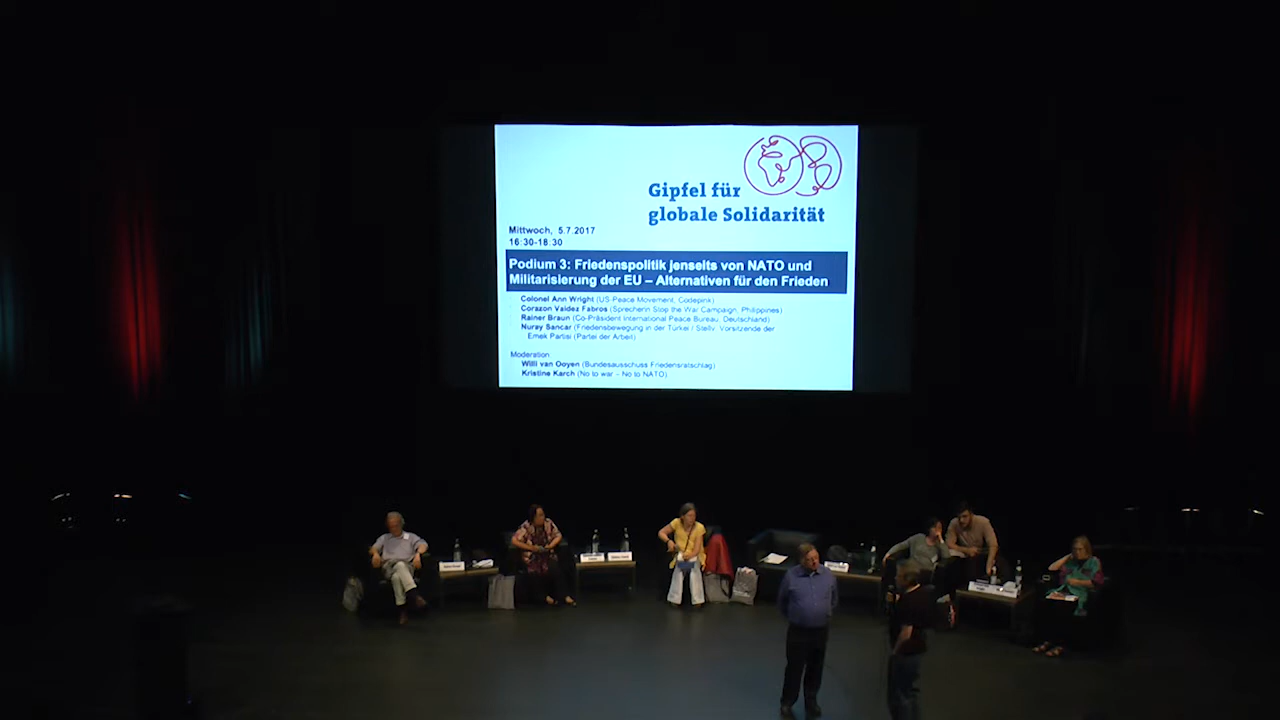 Gipfel für
globale Solidarität
Mittwoch, 5.7.2017
16:30-18:30
Podium 3: Friedenspolitik jenseits von NATO und
Militarisierung der EU – Alternativen für den Frieden
Colonel Ann Wright (US-Peace Movement, Codepink)
Corazon Valdez Fabros (Sprecherin Stop the War Campaign, Philippines)
Rainer Braun (Co-Präsident International Peace Bureau, Deutschland)
Nuray Sancar (Friedensbewegung in der Türkei / Stellv. Vorsitzende der
Emek Partisi (Partei der Arbeit)
Moderation
Willi van Ooyen (Bundesausschuss Friedensratschlag)
Kristine Karch (No to war – No to NATO)